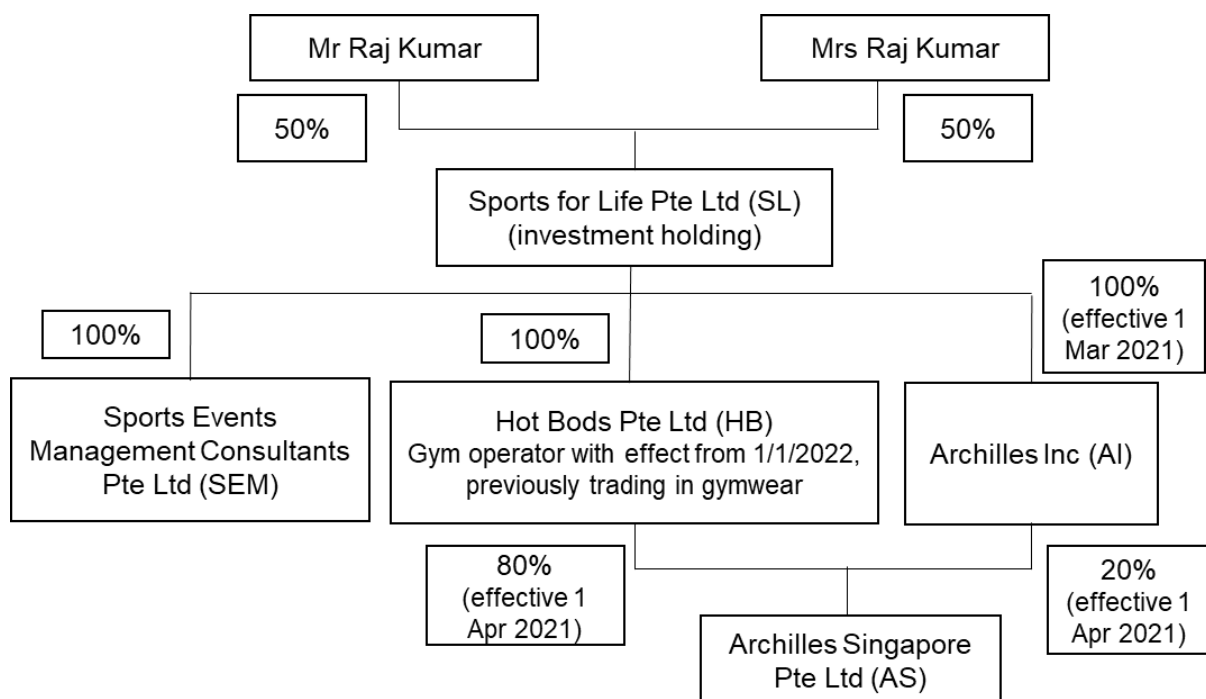 Mr Raj Kumar
Mrs Raj Kumar
50%
50%
Sports for Life Pte Ltd (SL)
(investment holding)
100%
100%
100%
(effective 1
Mar 2021)
Sports Events
Management Consultants
Pte Ltd (SEM)
Hot Bods Pte Ltd (HB)
Gym operator with effect from 1/1/2022,
previously trading in gymwear
Archilles Inc (AI)
80%
(effective 1
Apr 2021)
20%
(effective 1
Apr 2021)
Archilles Singapore
Pte Ltd (AS)